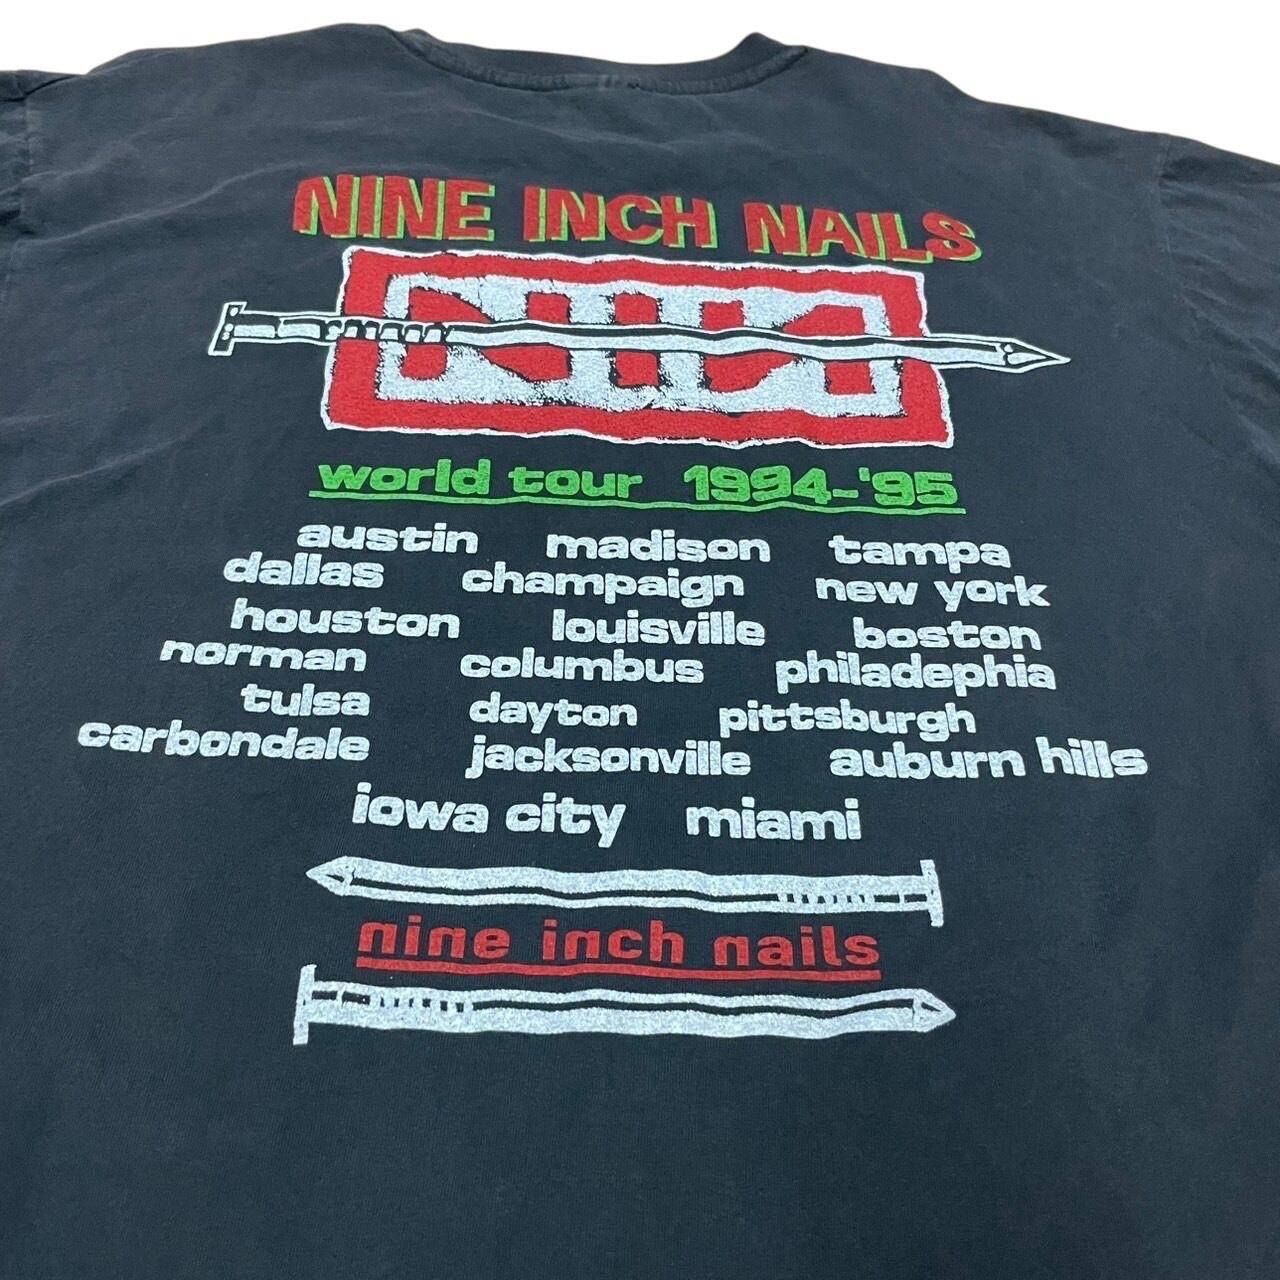 NINE INCH NAILS
NIN
world tour 1994-'95
austin madison tampa
dallas champaign new york
houston louisville boston
norman columbus philadephia
tulsa dayton pittsburgh
carbondale jacksonville auburn hills
iowa city miami
nine inch nails